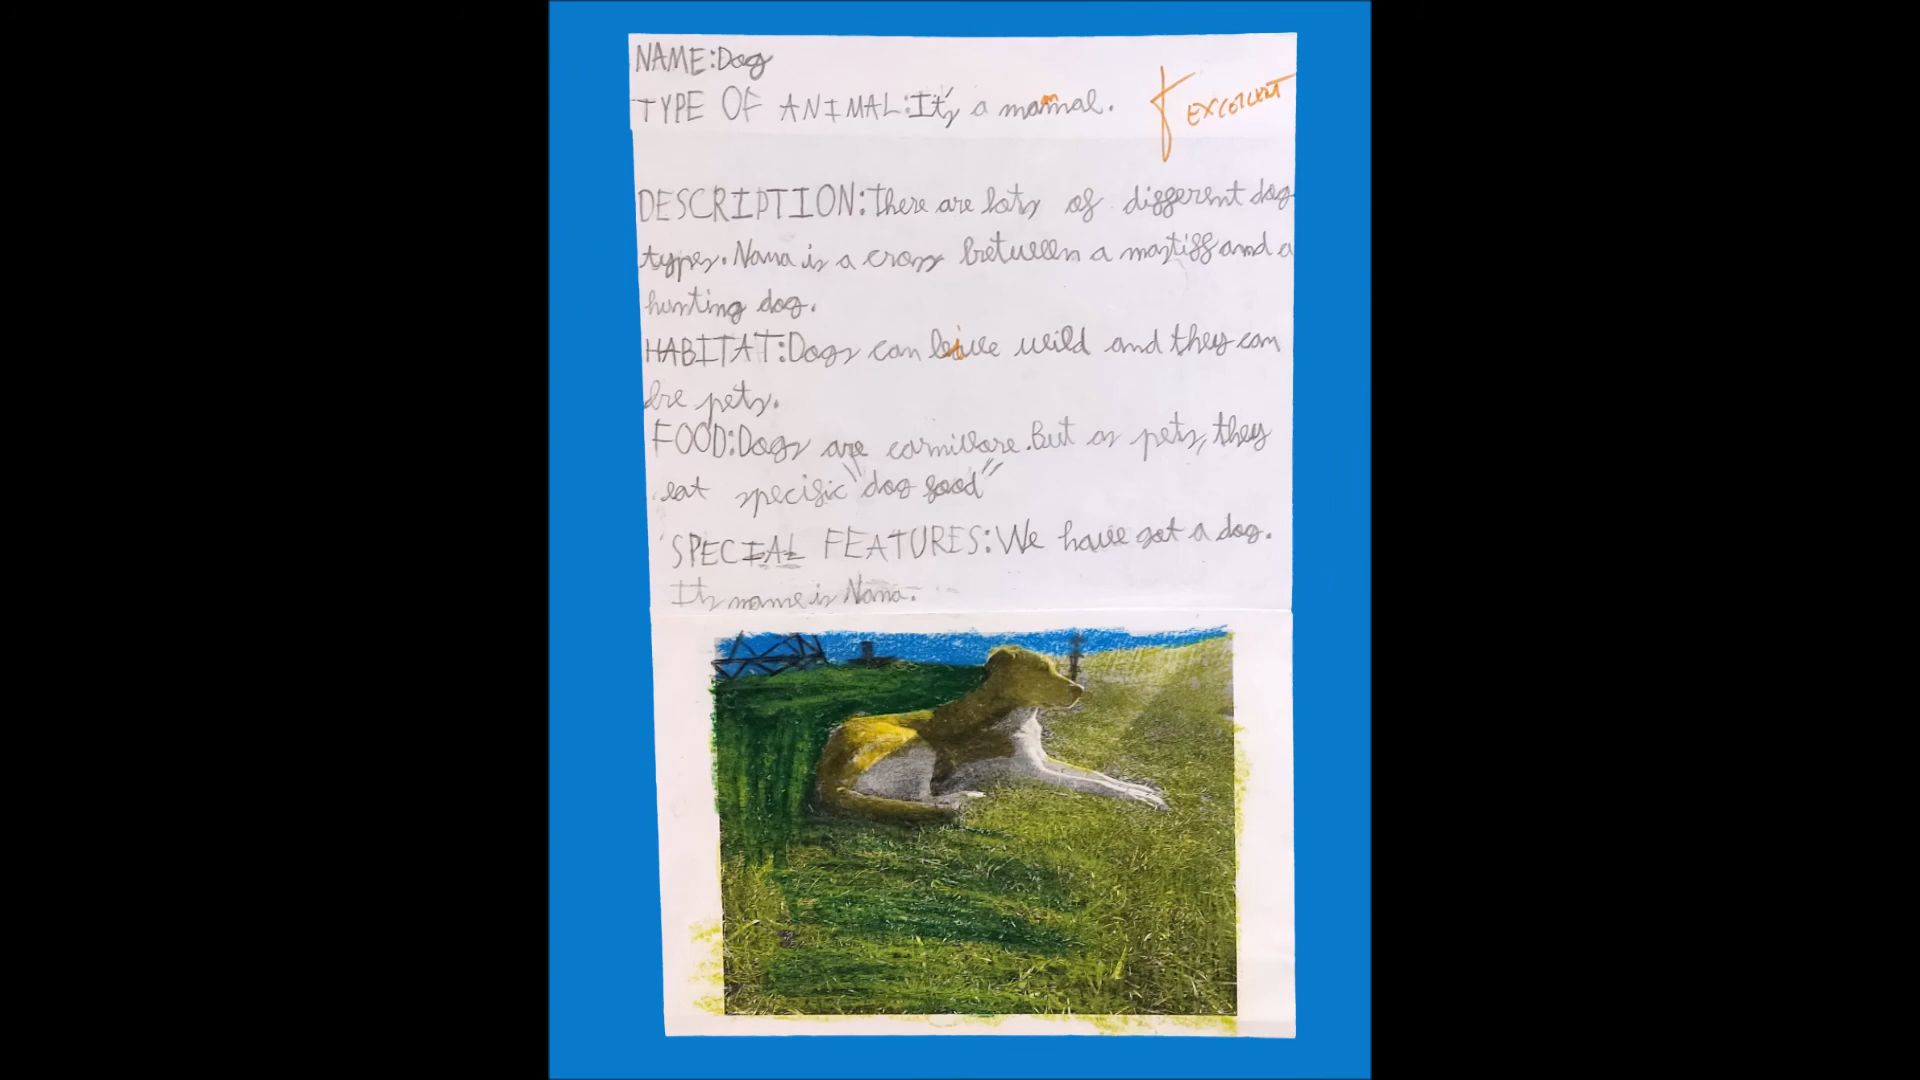 NAME:Dog
TYPE OF ANIMAL:It's a mammal.
EXCELLENT
DESCRIPTION:There are lots of different dog
types. Nana is a cross between a mastiff and a
hunting dog.
HABITAT:Dogs can live wild and they can
be pets.
FOOD:Dogs are carnivore. But as pets, they
eat specific "dog food"
SPECIAL FEATURES:We have got a dog.
Its name is Nana.